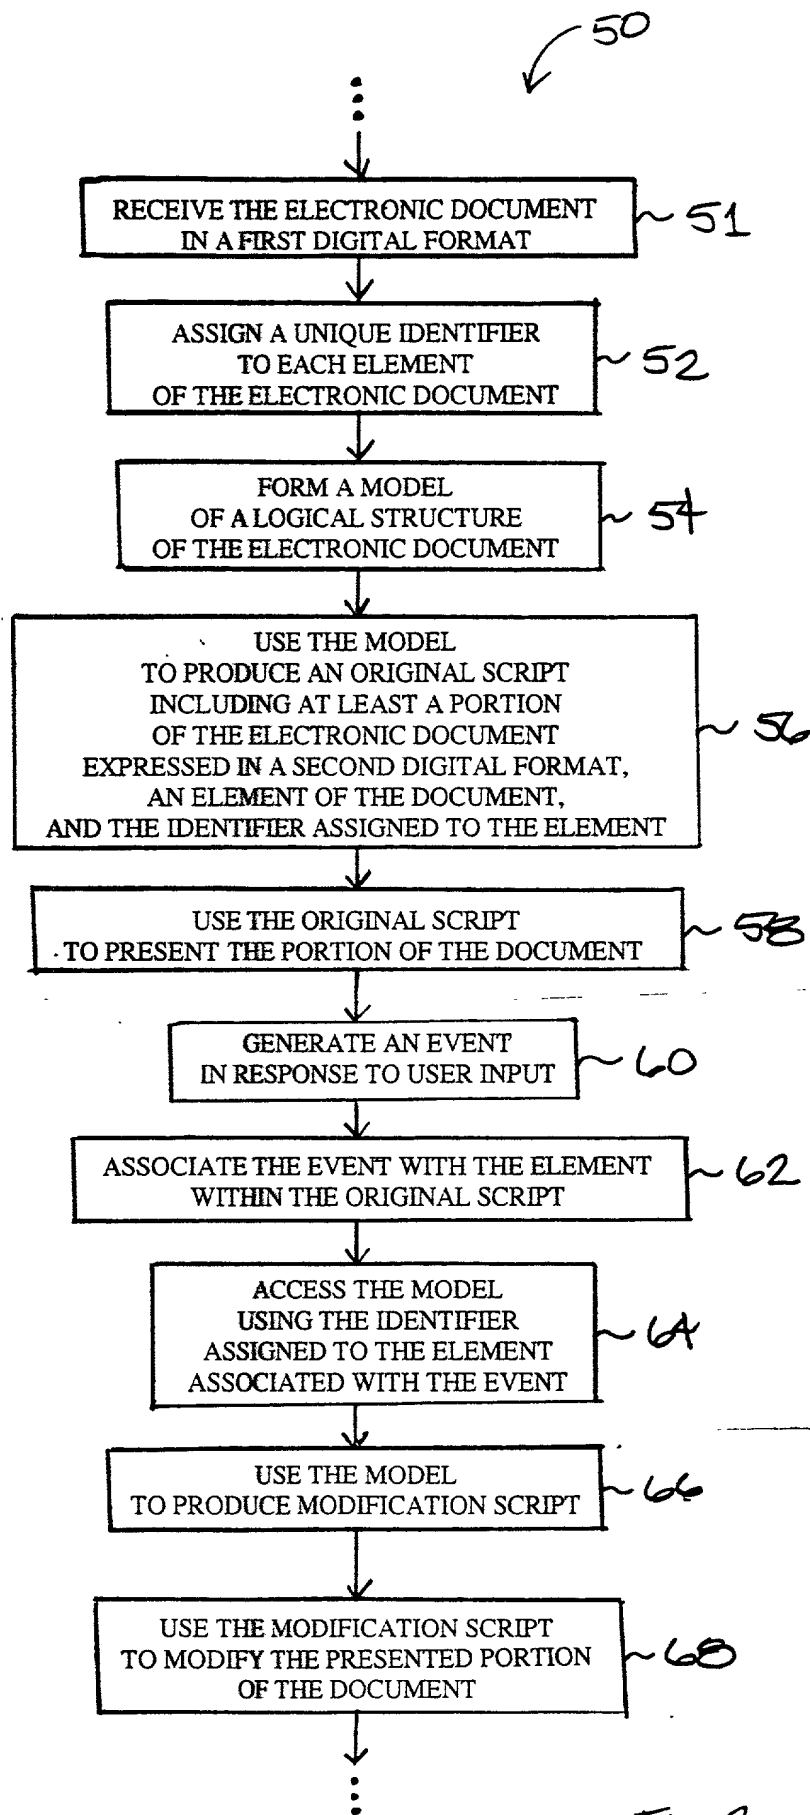 50
RECEIVE THE ELECTRONIC DOCUMENT
IN A FIRST DIGITAL FORMAT
51
ASSIGN A UNIQUE IDENTIFIER
TO EACH ELEMENT
OF THE ELECTRONIC DOCUMENT
52
FORM A MODEL
OF A LOGICAL STRUCTURE
OF THE ELECTRONIC DOCUMENT
54
USE THE MODEL
TO PRODUCE AN ORIGINAL SCRIPT
INCLUDING AT LEAST A PORTION
OF THE ELECTRONIC DOCUMENT
EXPRESSED IN A SECOND DIGITAL FORMAT,
AN ELEMENT OF THE DOCUMENT,
AND THE IDENTIFIER ASSIGNED TO THE ELEMENT
56
USE THE ORIGINAL SCRIPT
TO PRESENT THE PORTION OF THE DOCUMENT
58
GENERATE AN EVENT
IN RESPONSE TO USER INPUT
60
ASSOCIATE THE EVENT WITH THE ELEMENT
WITHIN THE ORIGINAL SCRIPT
62
ACCESS THE MODEL
USING THE IDENTIFIER
ASSIGNED TO THE ELEMENT
ASSOCIATED WITH THE EVENT
64
USE THE MODEL
TO PRODUCE MODIFICATION SCRIPT
66
USE THE MODIFICATION SCRIPT
TO MODIFY THE PRESENTED PORTION
OF THE DOCUMENT
68